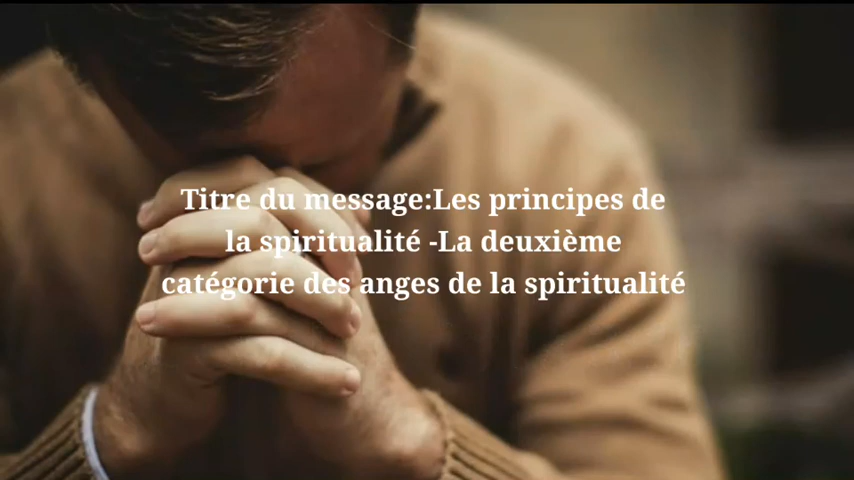 Titre du message:Les principes de
la spiritualité -La deuxième
catégorie des anges de la spiritualité